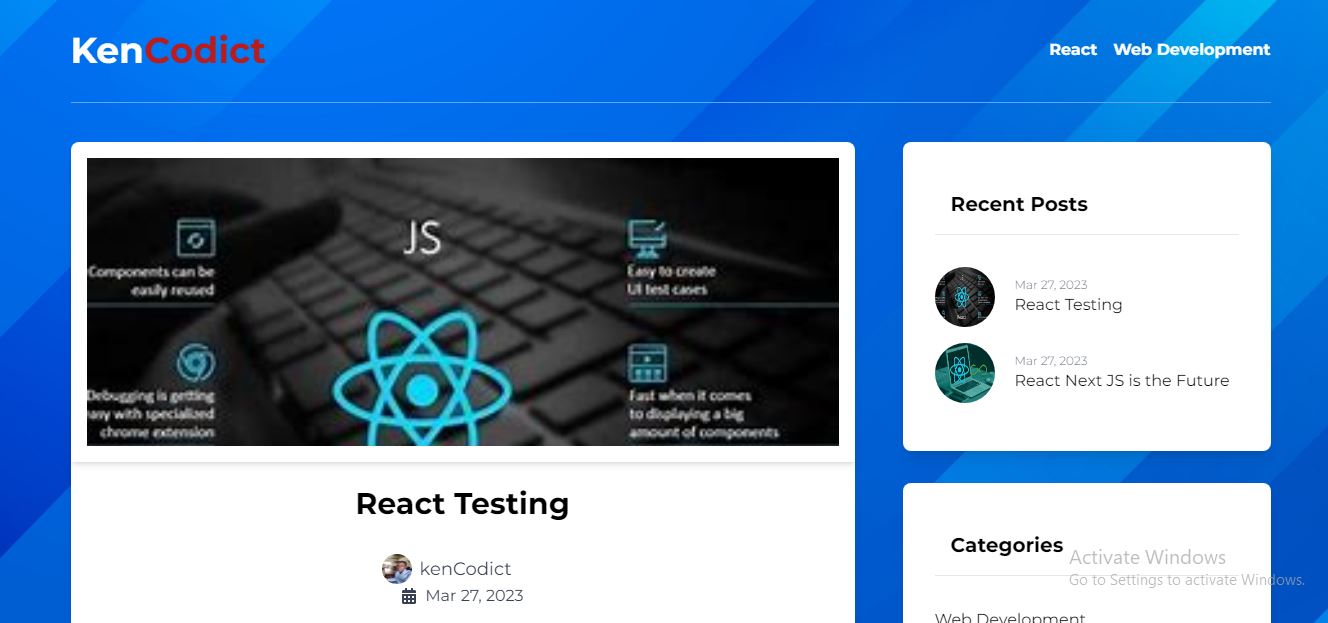 KenCodict
React Web Development
Components can be
easily reused
JS
Easy to create
UI test cases
Debugging is getting
easy with specialized
chrome extension
Fast when it comes
to displaying a big
amount of components
React Testing
kenCodict
Mar 27, 2023
Recent Posts
Mar 27, 2023
React Testing
Mar 27, 2023
React Next JS is the Future
Categories
Web Development
Activate Windows
Go to Settings to activate Windows.